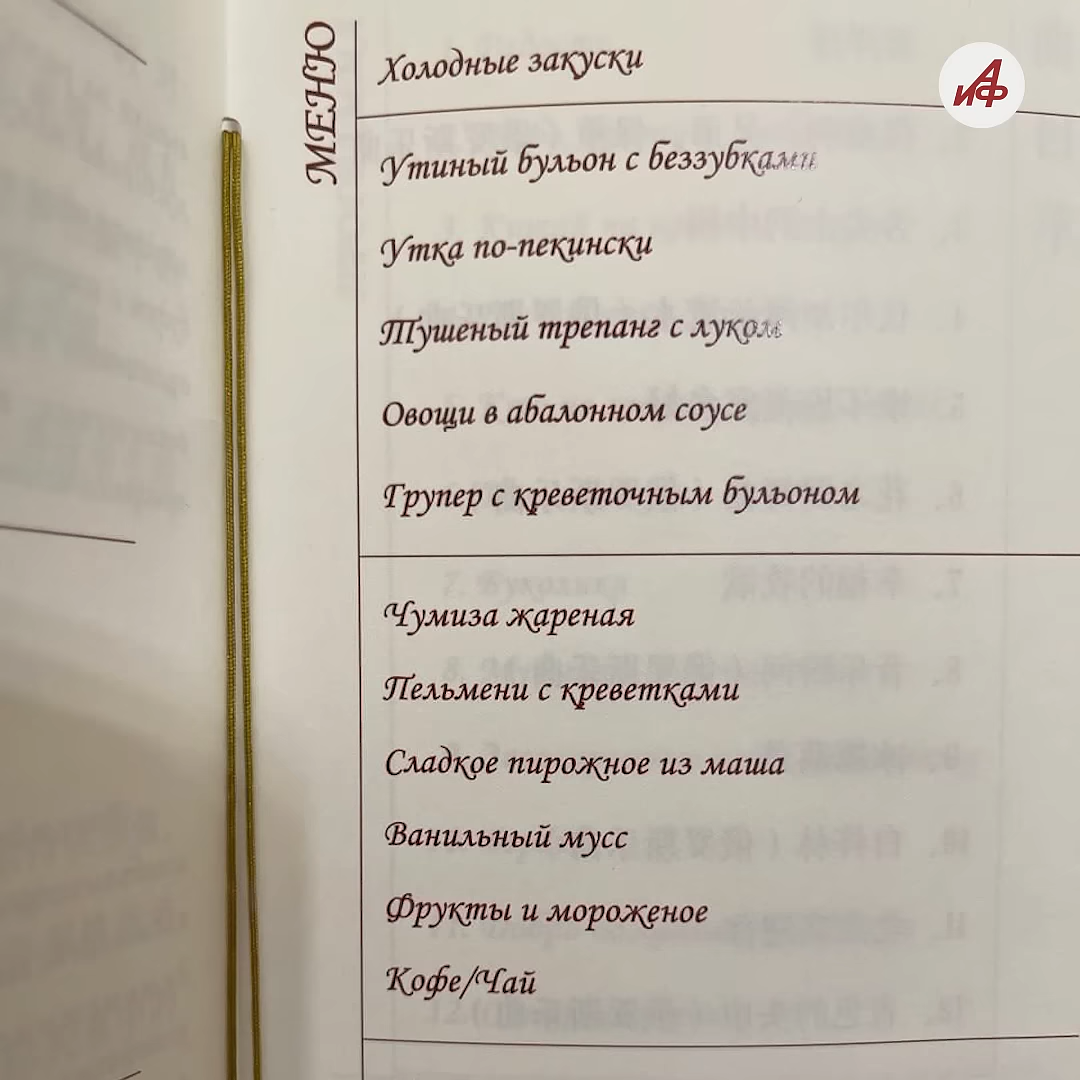 МЕНЮ
АиФ
Холодные закуски
Утиный бульон с беззубками
Утка по-пекински
Тушеный трепанг с луком
Овощи в абалонном соусе
Групер с креветочным бульоном
Чумиза жареная
Пельмени с креветками
Сладкое пирожное из маша
Ванильный мусс
Фрукты и мороженое
Кофе/Чай